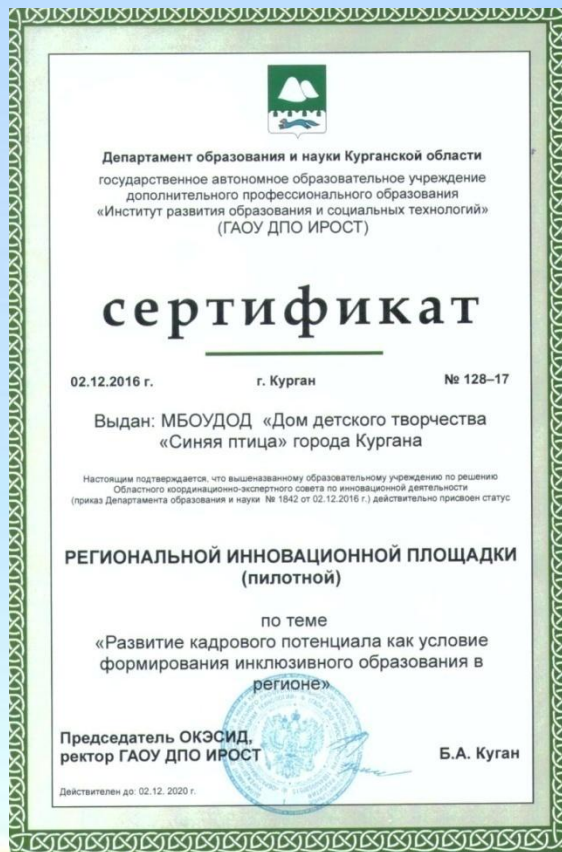 Департамент образования и науки Курганской области
государственное автономное образовательное учреждение
дополнительного профессионального образования
«Институт развития образования и социальных технологий»
(ГАОУ ДПО ИРОСТ)
сертификат
02.12.2016 г. г. Курган № 128–17
Выдан: МБОУДОД «Дом детского творчества
«Синяя птица» города Кургана
Настоящим подтверждается, что вышеназванному образовательному учреждению по решению
Областного координационно-экспертного совета по инновационной деятельности
(приказ Департамента образования и науки № 1842 от 02.12.2016 г.) действительно присвоен статус
РЕГИОНАЛЬНОЙ ИННОВАЦИОННОЙ ПЛОЩАДКИ
(пилотной)
по теме
«Развитие кадрового потенциала как условие
формирования инклюзивного образования в
регионе»
Председатель ОКЭСИД,
ректор ГАОУ ДПО ИРОСТ Б.А. Куган
Действителен до: 02.12. 2020 г.